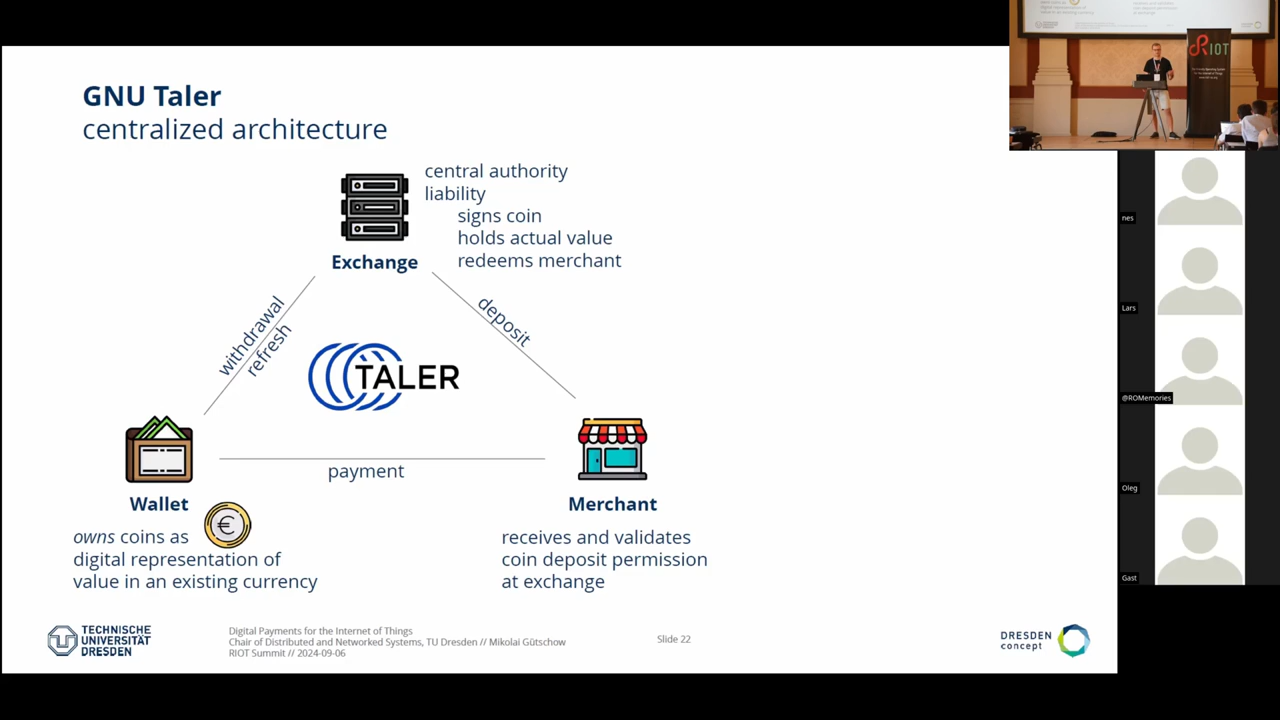 GNU Taler
centralized architecture
central authority
liability
signs coin
holds actual value
redeems merchant
Exchange
withdrawal
refresh
deposit
TALER
payment
Wallet
owns coins as
digital representation of
value in an existing currency
€
Merchant
receives and validates
coin deposit permission
at exchange
TECHNISCHE
UNIVERSITÄT
DRESDEN
Digital Payments for the Internet of Things
Chair of Distributed and Networked Systems, TU Dresden // Mikolai Gütschow
RIOT Summit // 2024-09-06
Slide 22
DRESDEN
concept
RIOT
nes
Lars
@ROMemories
Oleg
Gast